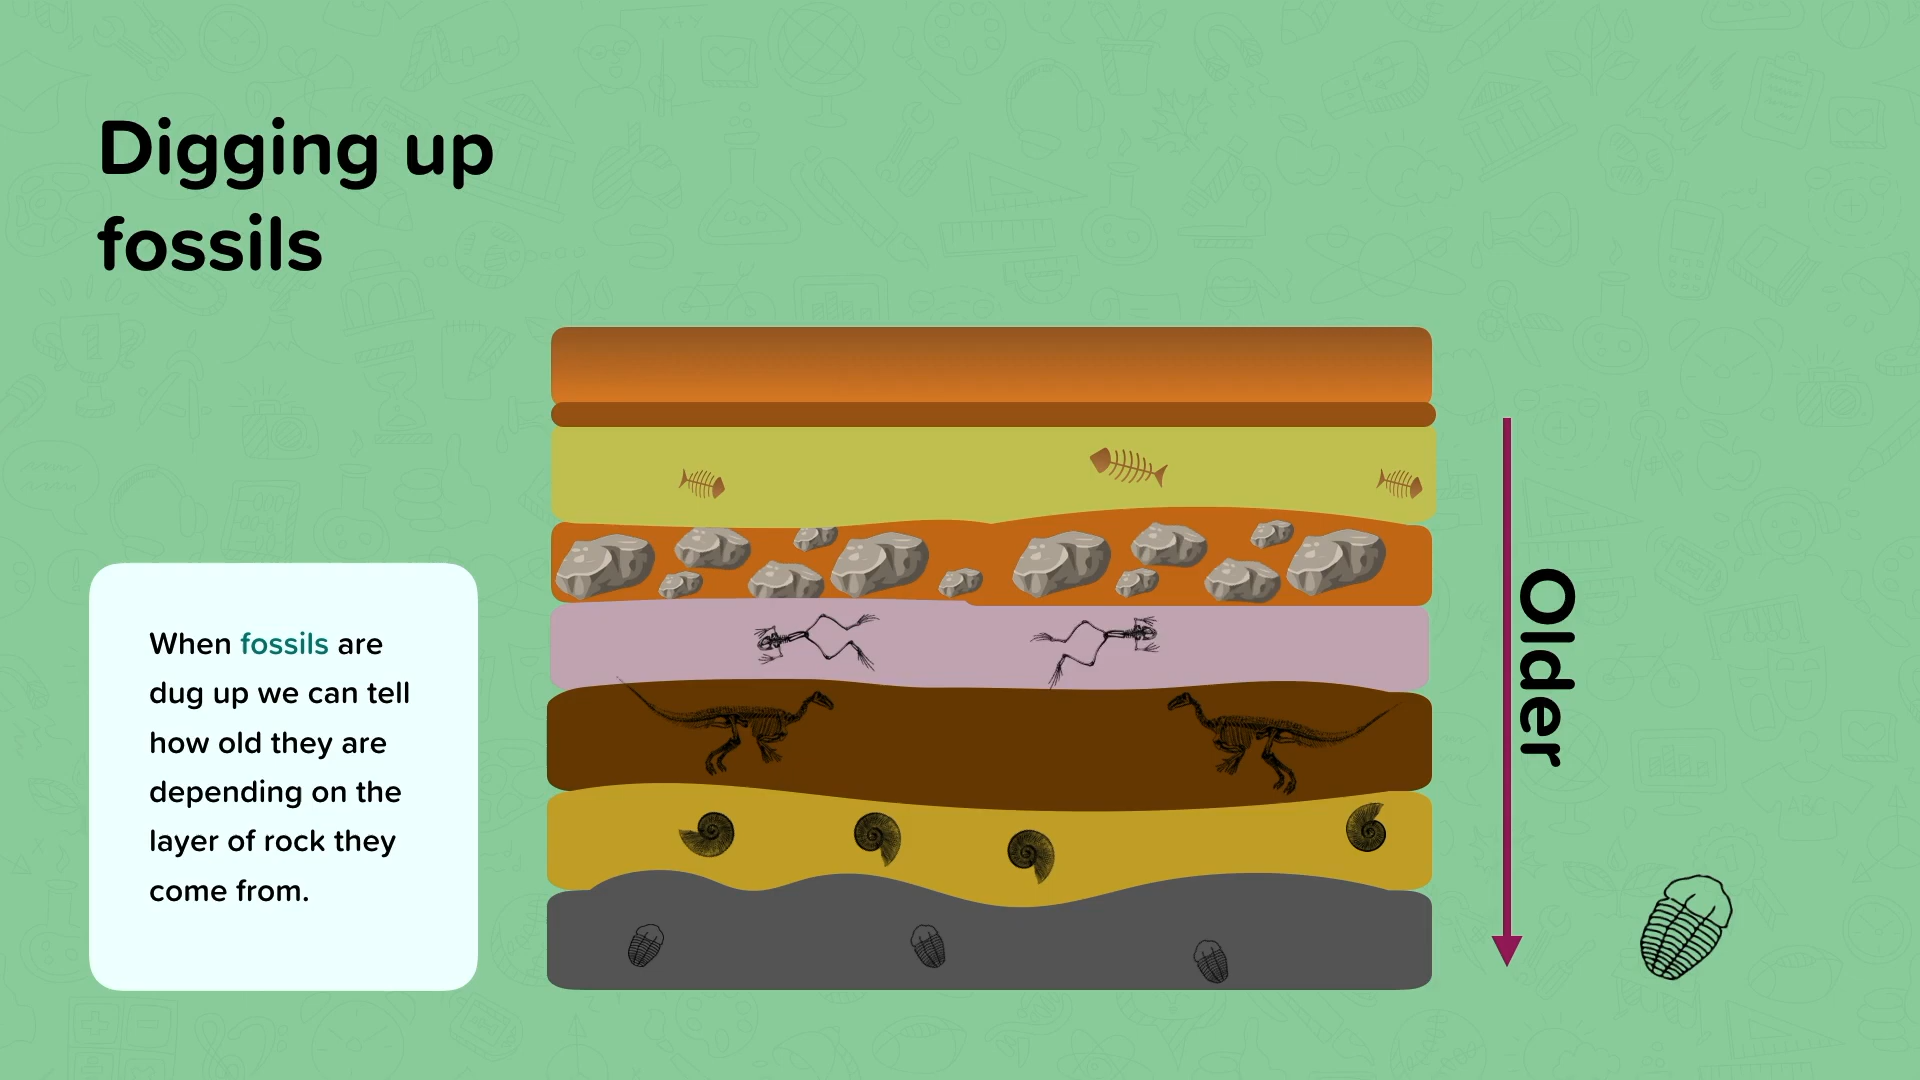 Digging up
fossils
When fossils are
dug up we can tell
how old they are
depending on the
layer of rock they
come from.
Older